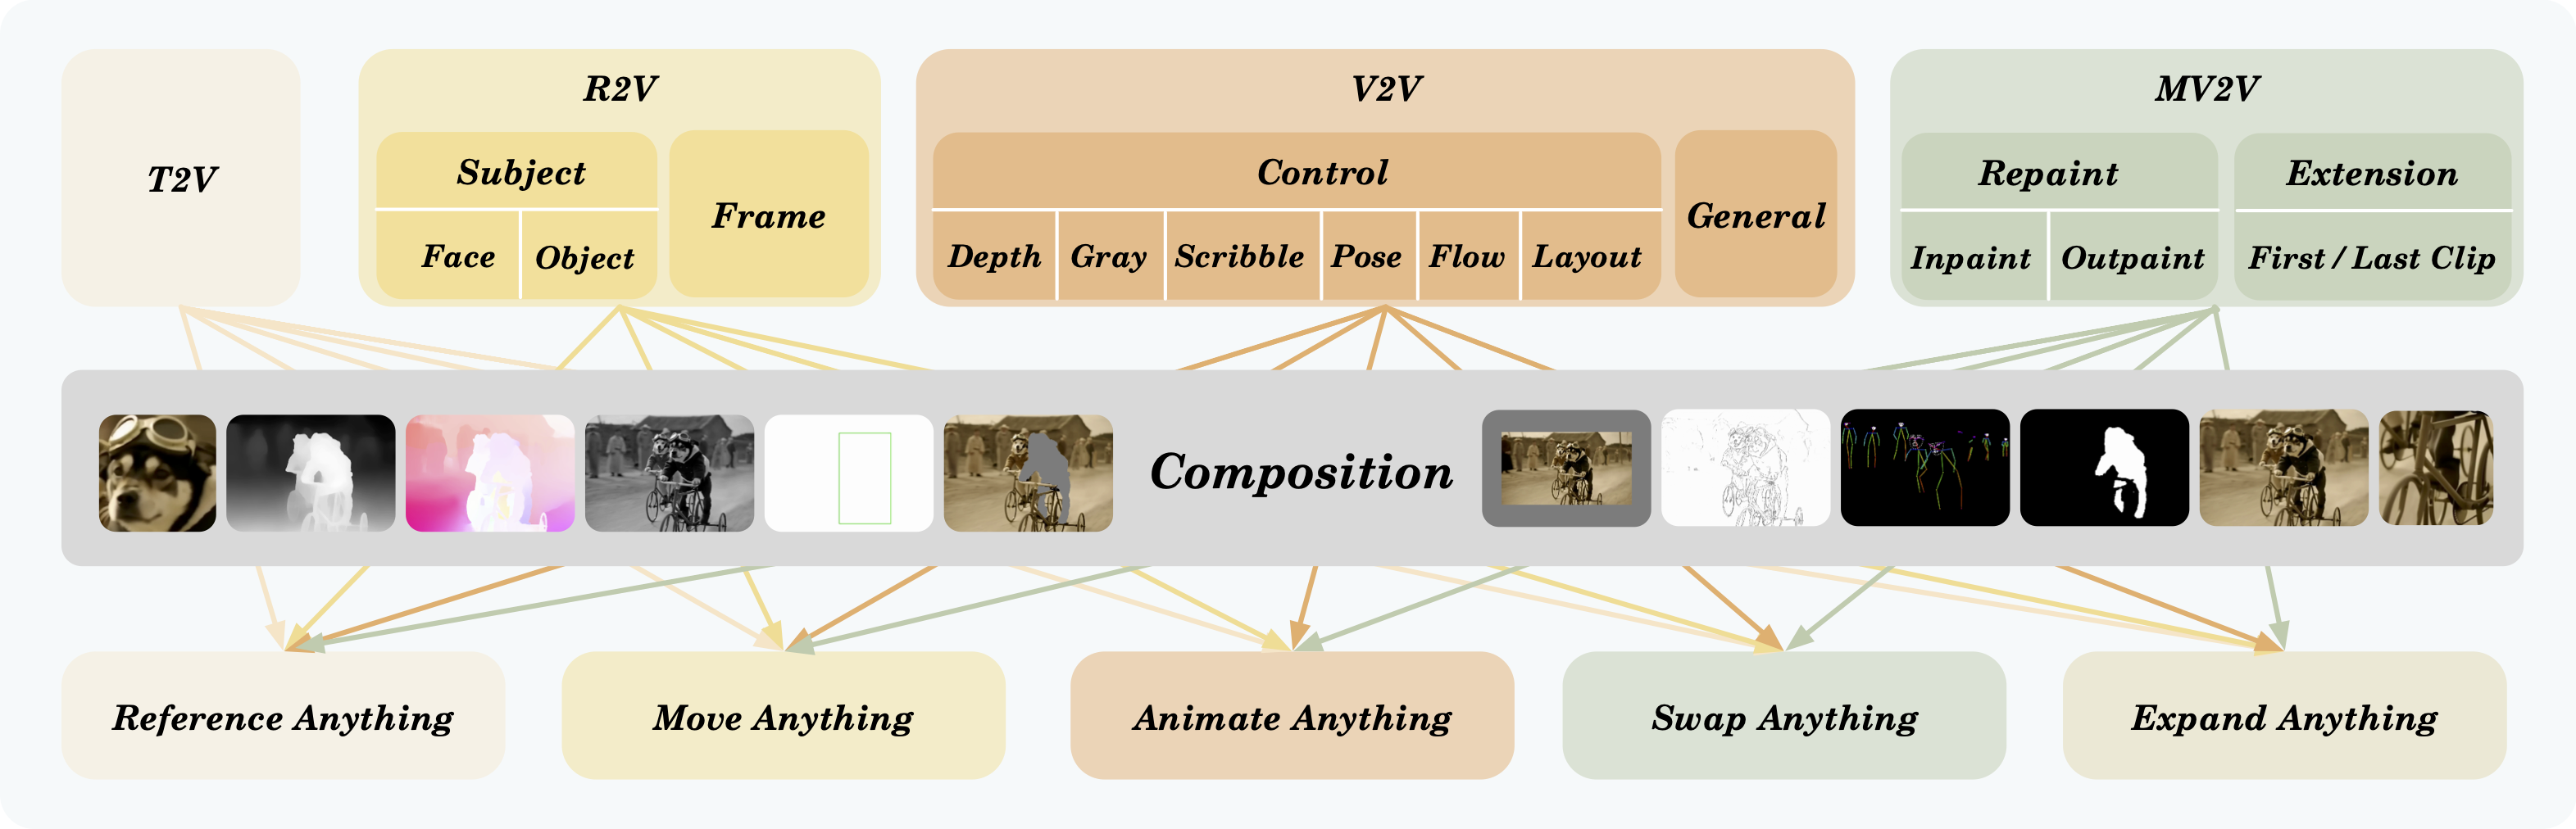 T2V
R2V
Subject
Face
Object
Frame
V2V
Control
Depth
Gray
Scribble
Pose
Flow
Layout
General
MV2V
Repaint
Inpaint
Outpaint
Extension
First / Last Clip
Composition
Reference Anything
Move Anything
Animate Anything
Swap Anything
Expand Anything